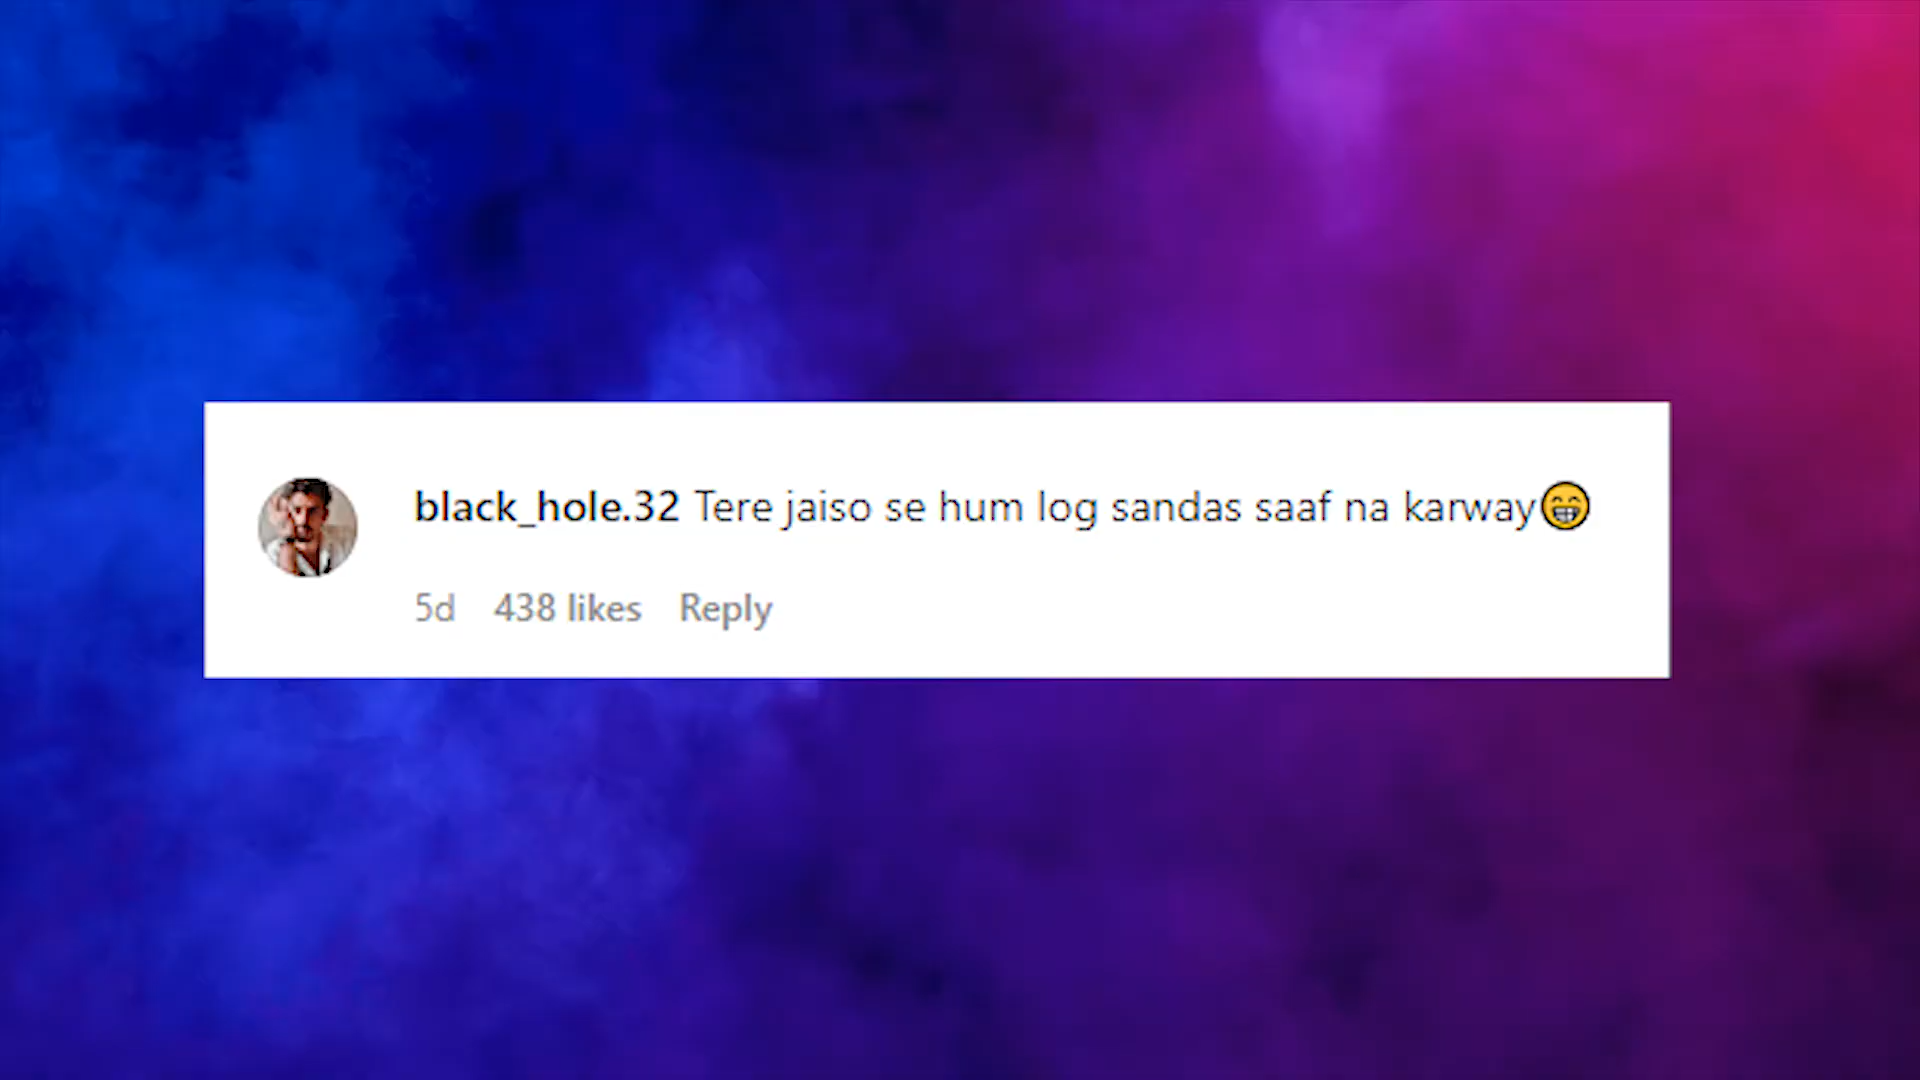 black_hole.32 Tere jaiso se hum log sandas saaf na karway😁
5d 438 likes Reply